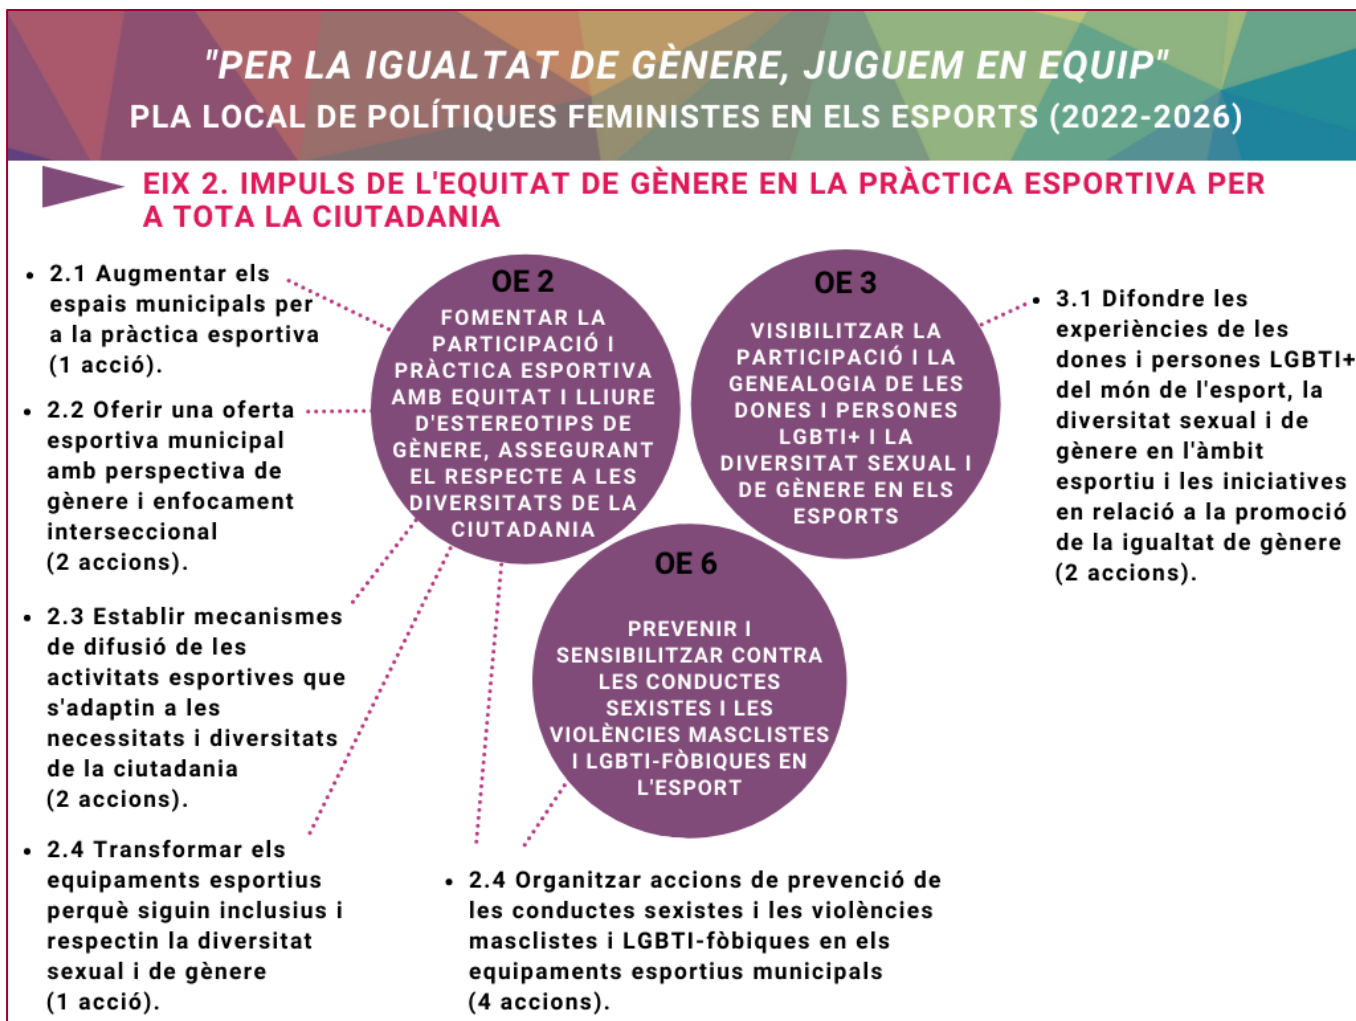 "PER LA IGUALTAT DE GÈNERE, JUGUEM EN EQUIP"
PLA LOCAL DE POLÍTIQUES FEMINISTES EN ELS ESPORTS (2022-2026)
EIX 2. IMPULS DE L'EQUITAT DE GÈNERE EN LA PRÀCTICA ESPORTIVA PER
A TOTA LA CIUTADANIA
• 2.1 Augmentar els
espais municipals per
a la pràctica esportiva
(1 acció).
• 2.2 Oferir una oferta
esportiva municipal
amb perspectiva de
gènere i enfocament
interseccional
(2 accions).
• 2.3 Establir mecanismes
de difusió de les
activitats esportives que
s'adaptin a les
necessitats i diversitats
de la ciutadania
(2 accions).
• 2.4 Transformar els
equipaments esportius
perquè siguin inclusius i
respectin la diversitat
sexual i de gènere
(1 acció).
OE 2
FOMENTAR LA
PARTICIPACIÓ I
PRÀCTICA ESPORTIVA
AMB EQUITAT I LLIURE
D'ESTEREOTIPS DE
GÈNERE, ASSEGURANT
EL RESPECTE A LES
DIVERSITATS DE LA
CIUTADANIA
OE 3
VISIBILITZAR LA
PARTICIPACIÓ I LA
GENEALOGIA DE LES
DONES I PERSONES
LGBTI+ I LA
DIVERSITAT SEXUAL I
DE GÈNERE EN ELS
ESPORTS
• 3.1 Difondre les
experiències de les
dones i persones LGBTI+
del món de l'esport, la
diversitat sexual i de
gènere en l'àmbit
esportiu i les iniciatives
en relació a la promoció
de la igualtat de gènere
(2 accions).
OE 6
PREVENIR I
SENSIBILITZAR CONTRA
LES CONDUCTES
SEXISTES I LES
VIOLÈNCIES MASCLISTES
I LGBTI-FÒBIQUES EN
L'ESPORT
• 2.4 Organitzar accions de prevenció de
les conductes sexistes i les violències
masclistes i LGBTI-fòbiques en els
equipaments esportius municipals
(4 accions).